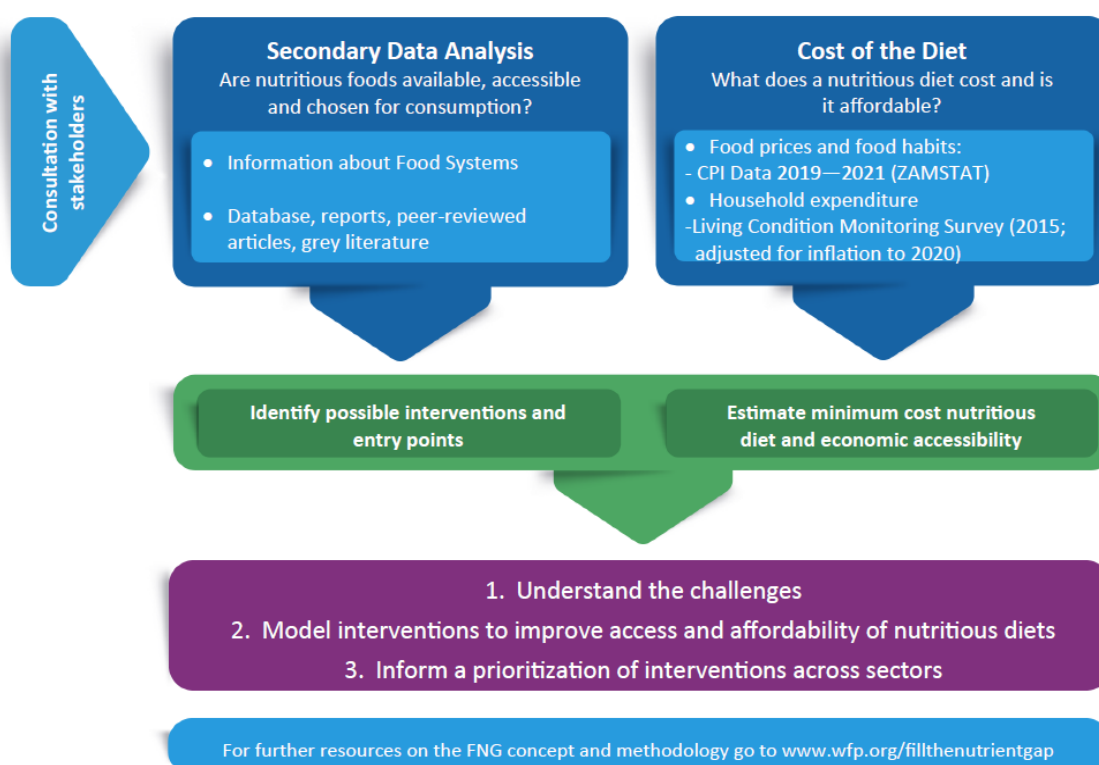 Consultation with
stakeholders
Secondary Data Analysis
Are nutritious foods available, accessible
and chosen for consumption?
• Information about Food Systems
• Database, reports, peer-reviewed
articles, grey literature
Cost of the Diet
What does a nutritious diet cost and is
it affordable?
• Food prices and food habits:
- CPI Data 2019—2021 (ZAMSTAT)
• Household expenditure
-Living Condition Monitoring Survey (2015;
adjusted for inflation to 2020)
Identify possible interventions and
entry points
Estimate minimum cost nutritious
diet and economic accessibility
1. Understand the challenges
2. Model interventions to improve access and affordability of nutritious diets
3. Inform a prioritization of interventions across sectors
For further resources on the FNG concept and methodology go to www.wfp.org/fillthenutrientgap